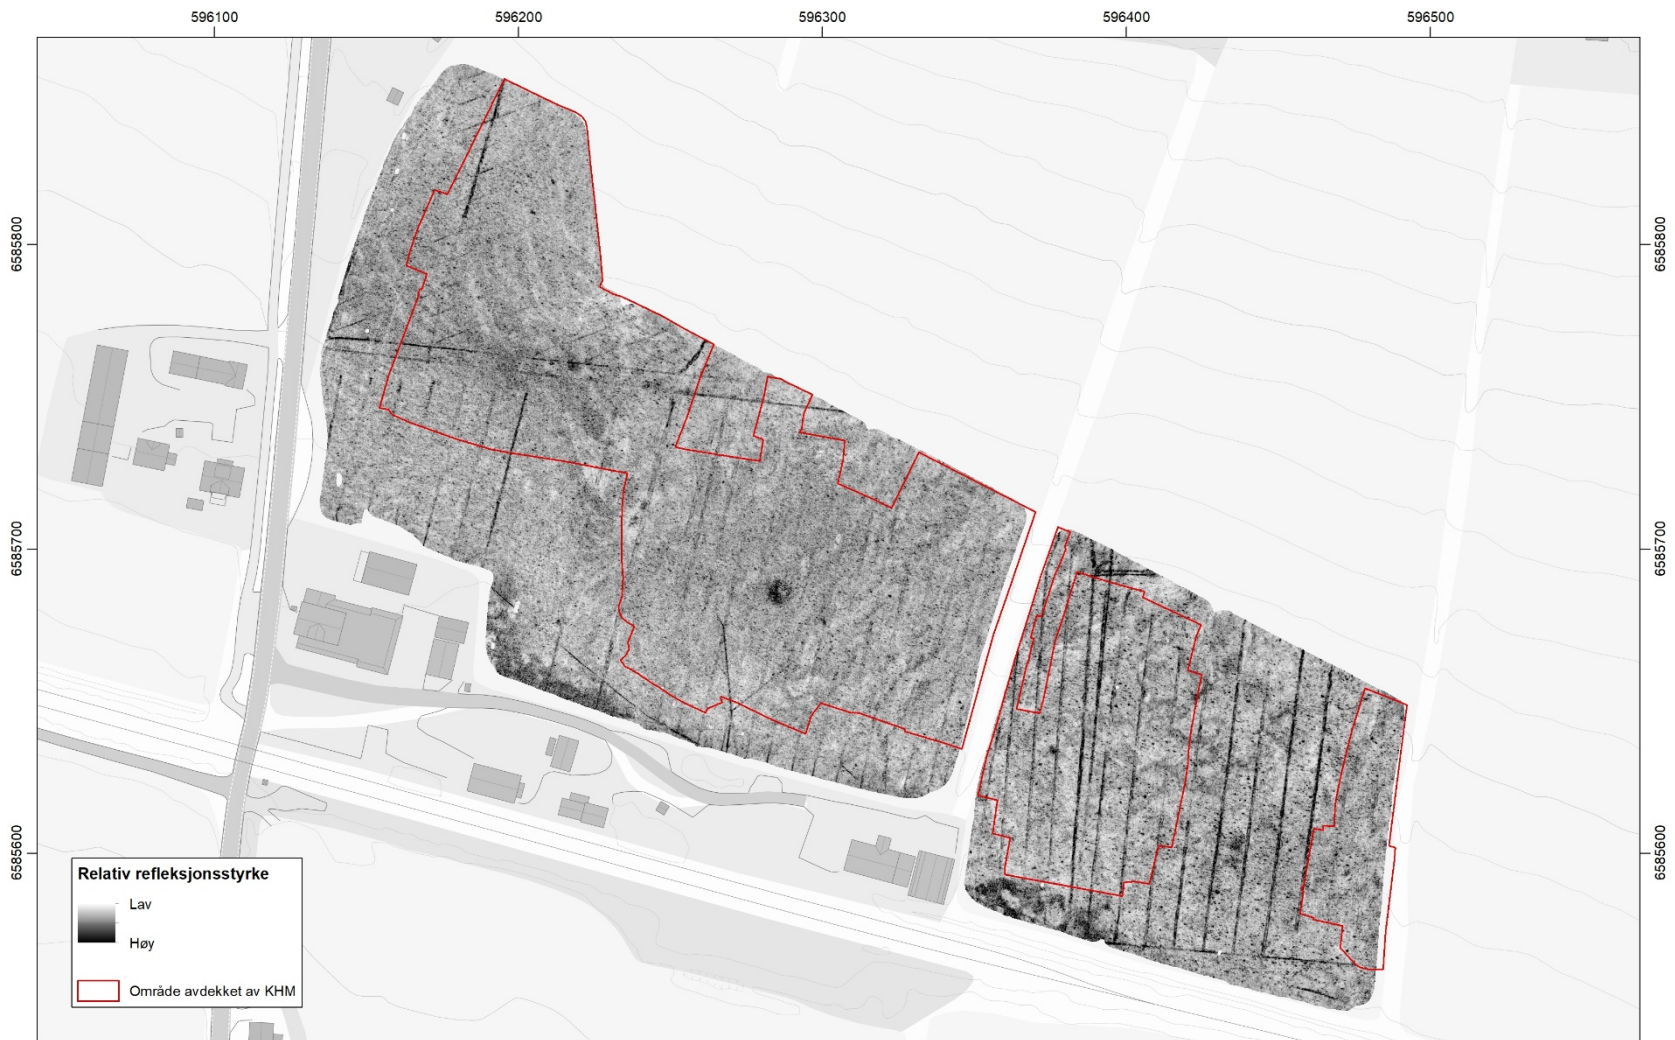 596100 596200 596300 596400 596500
6585800 6585800
6585700 6585700
6585600 6585600
Relativ refleksjonsstyrke
Lav
Høy
Område avdekket av KHM